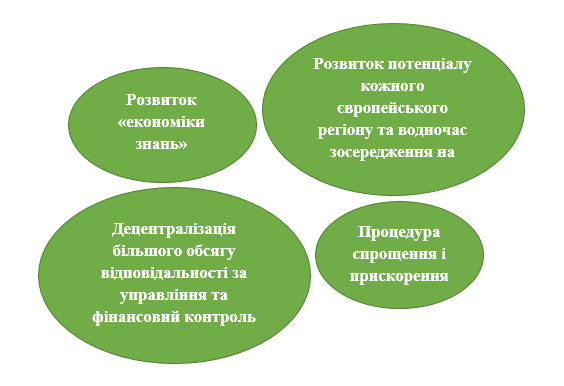 Розвиток
«економіки
знань»
Розвиток потенціалу
кожного
європейського
регіону та водночас
зосередження на
Децентралізація
більшого обсягу
відповідальності за
управління та
фінансовий контроль
Процедура
спрощення і
прискорення